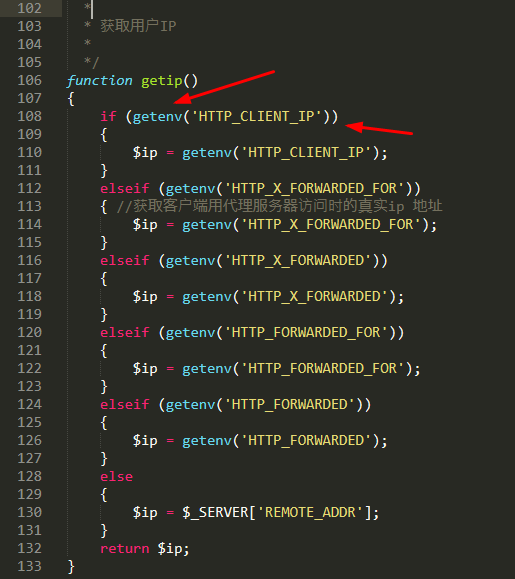 102 *
103 * 获取用户IP
104 *
105 */
106 function getip()
107 {
108 if (getenv('HTTP_CLIENT_IP'))
109 {
110 $ip = getenv('HTTP_CLIENT_IP');
111 }
112 elseif (getenv('HTTP_X_FORWARDED_FOR'))
113 { //获取客户端用代理服务器访问时的真实ip 地址
114 $ip = getenv('HTTP_X_FORWARDED_FOR');
115 }
116 elseif (getenv('HTTP_X_FORWARDED'))
117 {
118 $ip = getenv('HTTP_X_FORWARDED');
119 }
120 elseif (getenv('HTTP_FORWARDED_FOR'))
121 {
122 $ip = getenv('HTTP_FORWARDED_FOR');
123 }
124 elseif (getenv('HTTP_FORWARDED'))
125 {
126 $ip = getenv('HTTP_FORWARDED');
127 }
128 else
129 {
130 $ip = $_SERVER['REMOTE_ADDR'];
131 }
132 return $ip;
133 }